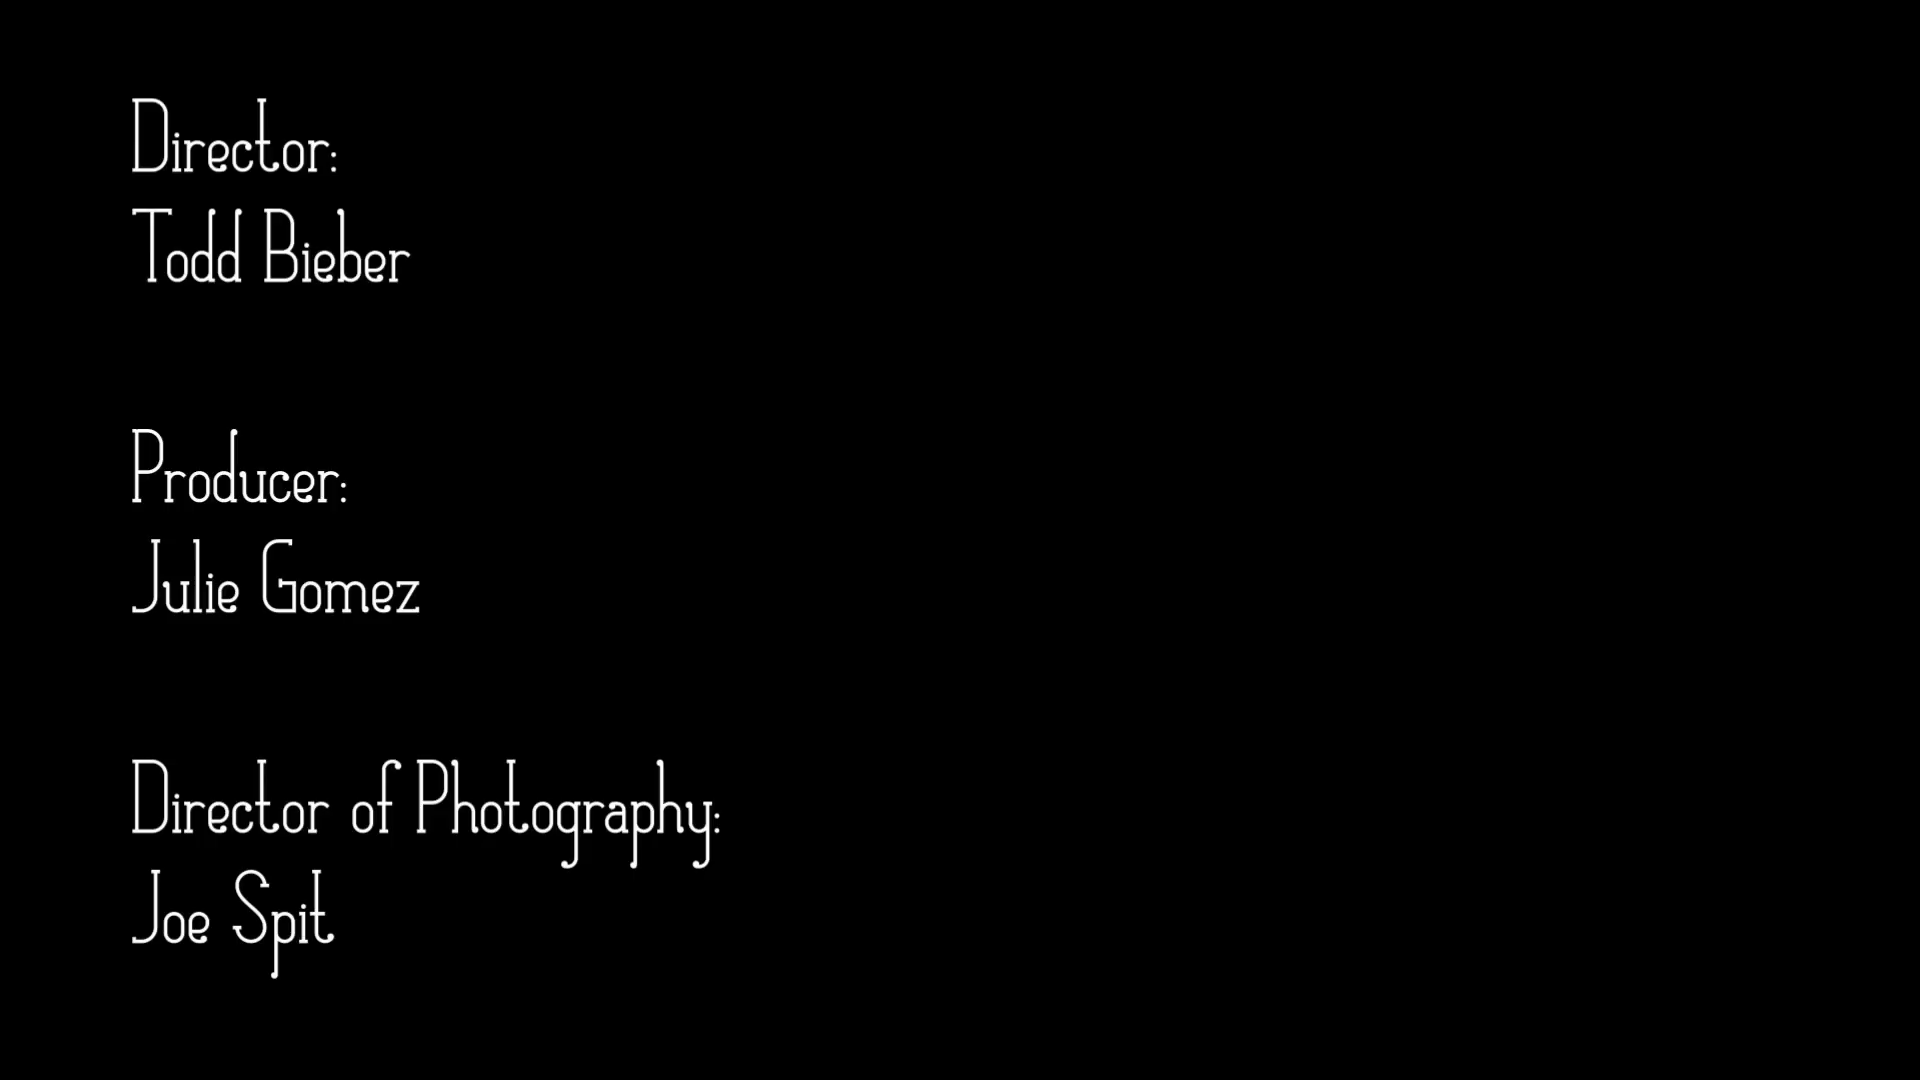 Director:
Todd Bieber
Producer:
Julie Gomez
Director of Photography:
Joe Spit